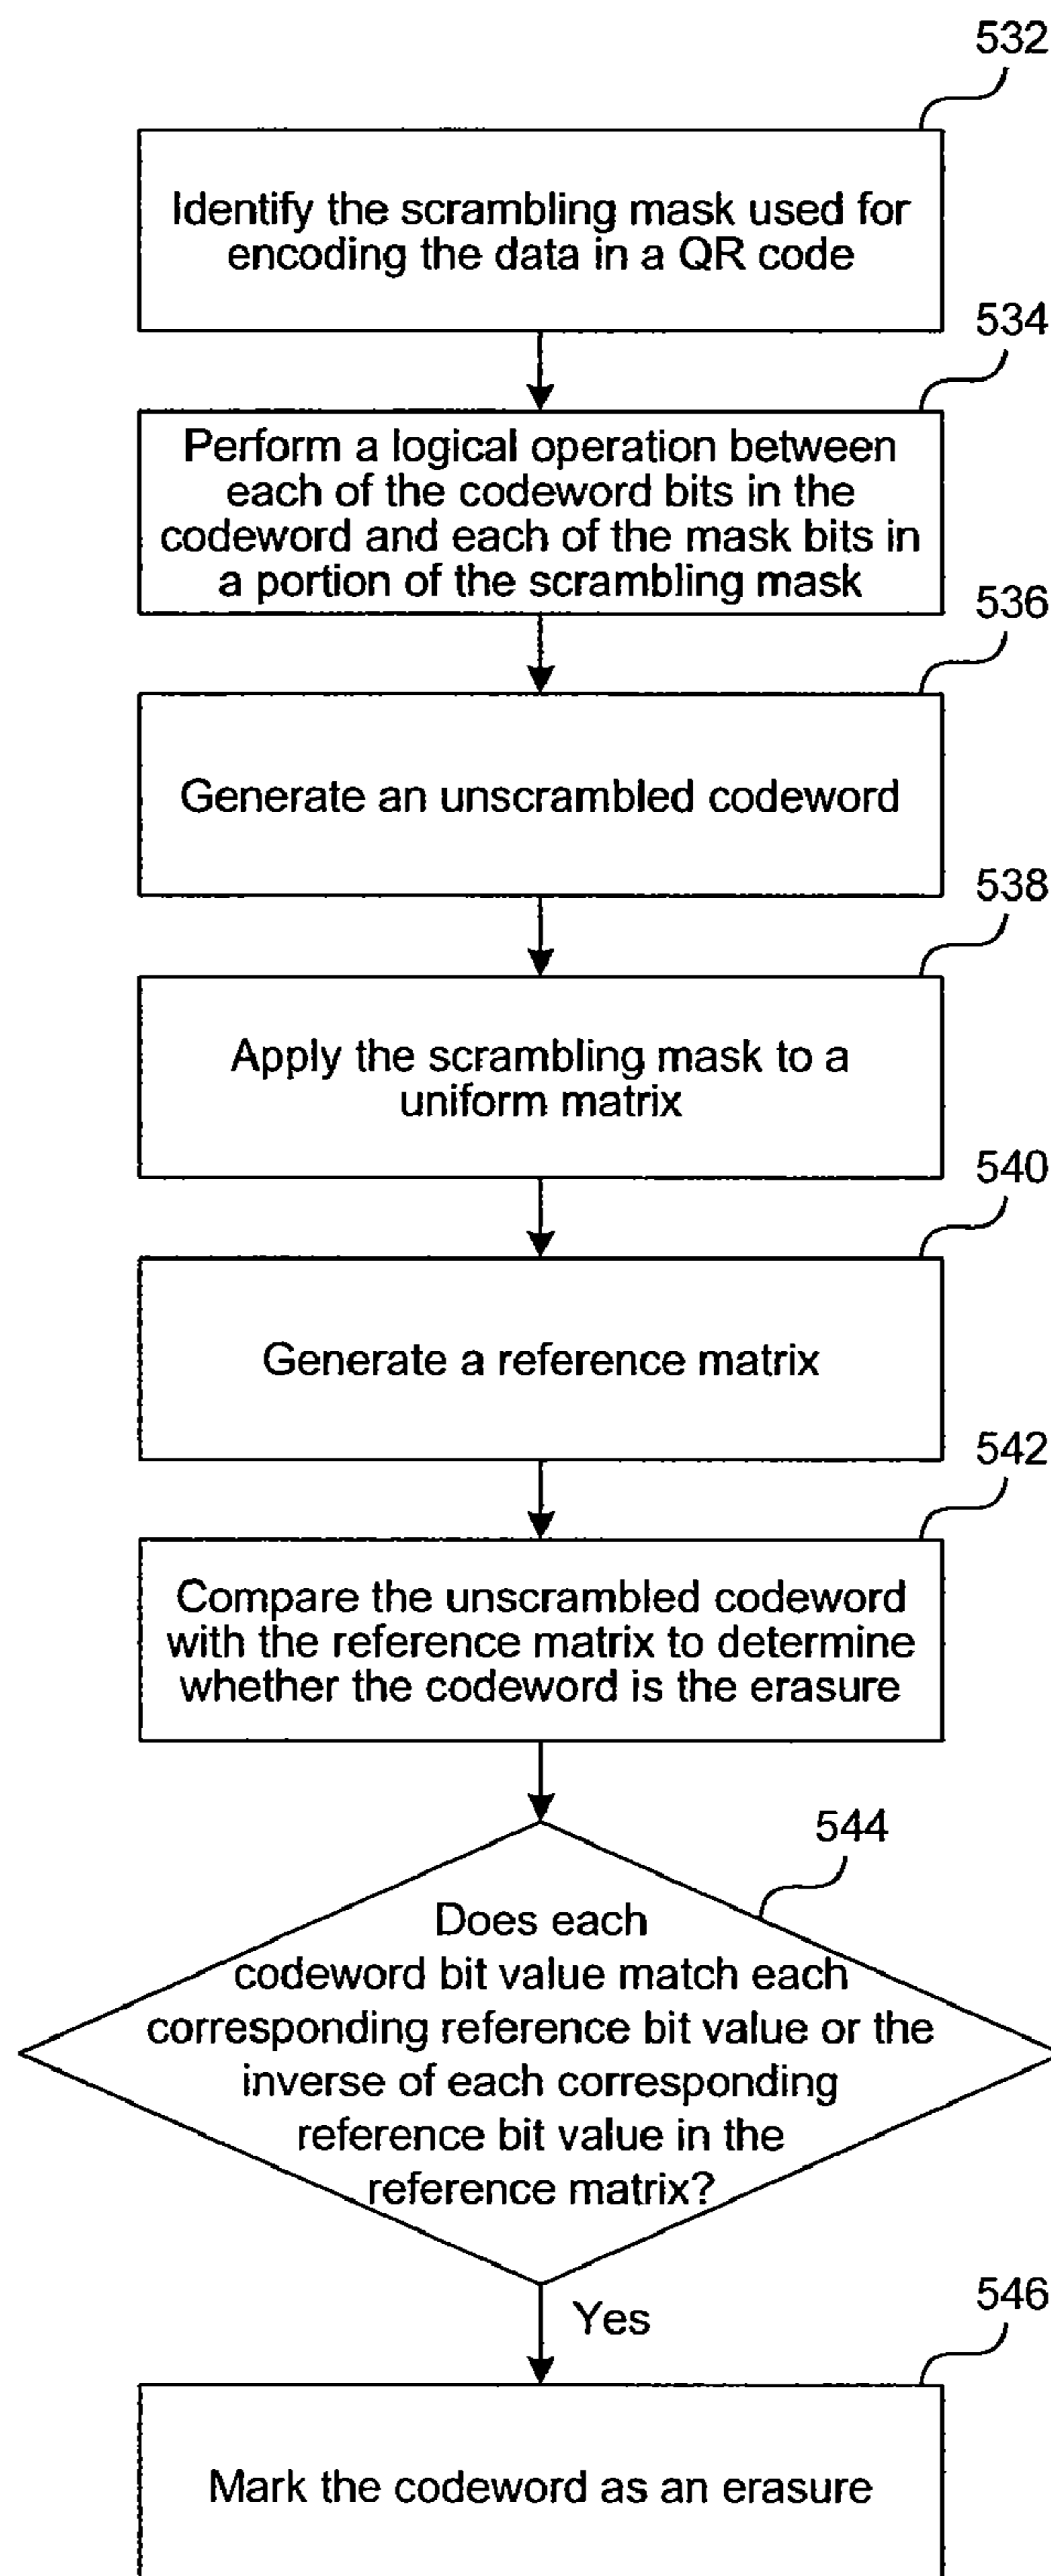 532
Identify the scrambling mask used for
encoding the data in a QR code
534
Perform a logical operation between
each of the codeword bits in the
codeword and each of the mask bits in
a portion of the scrambling mask
536
Generate an unscrambled codeword
538
Apply the scrambling mask to a
uniform matrix
540
Generate a reference matrix
542
Compare the unscrambled codeword
with the reference matrix to determine
whether the codeword is the erasure
544
Does each
codeword bit value match each
corresponding reference bit value or the
inverse of each corresponding
reference bit value in the
reference matrix?
Yes
546
Mark the codeword as an erasure